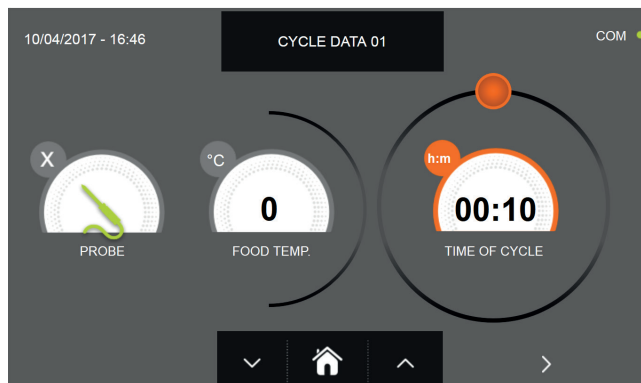 10/04/2017 - 16:46
CYCLE DATA 01
COM
X
PROBE
°C
0
FOOD TEMP.
h:m
00:10
TIME OF CYCLE